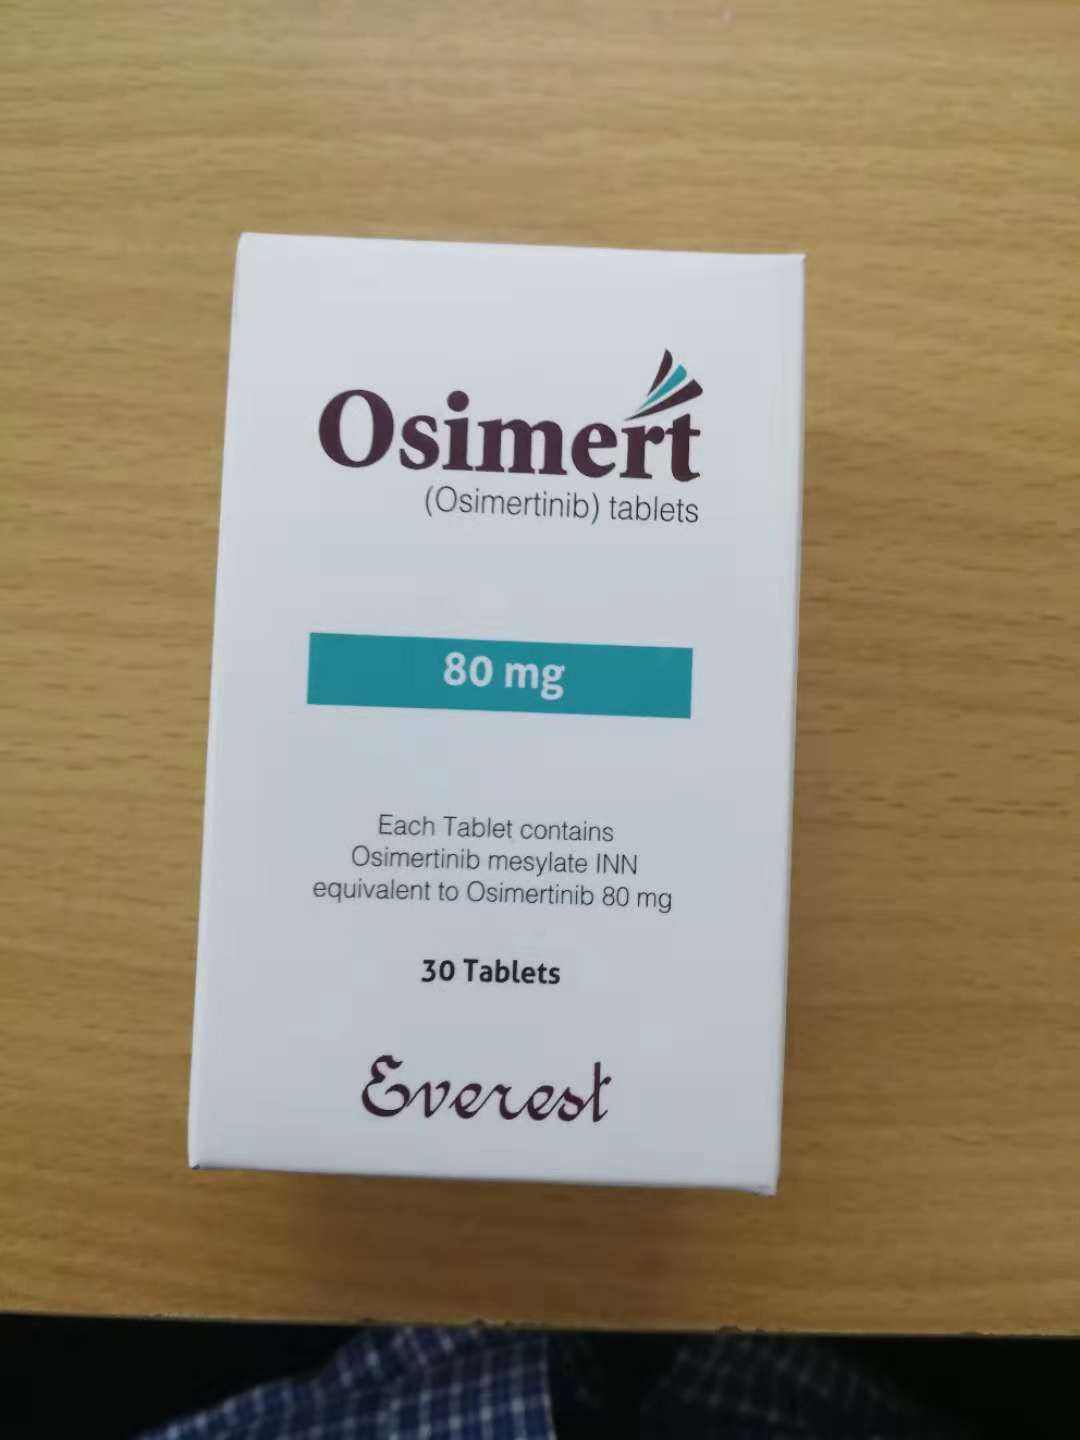 Osimert
(Osimertinib) tablets
80 mg
Each Tablet contains
Osimertinib mesylate INN
equivalent to Osimertinib 80 mg
30 Tablets
Everest